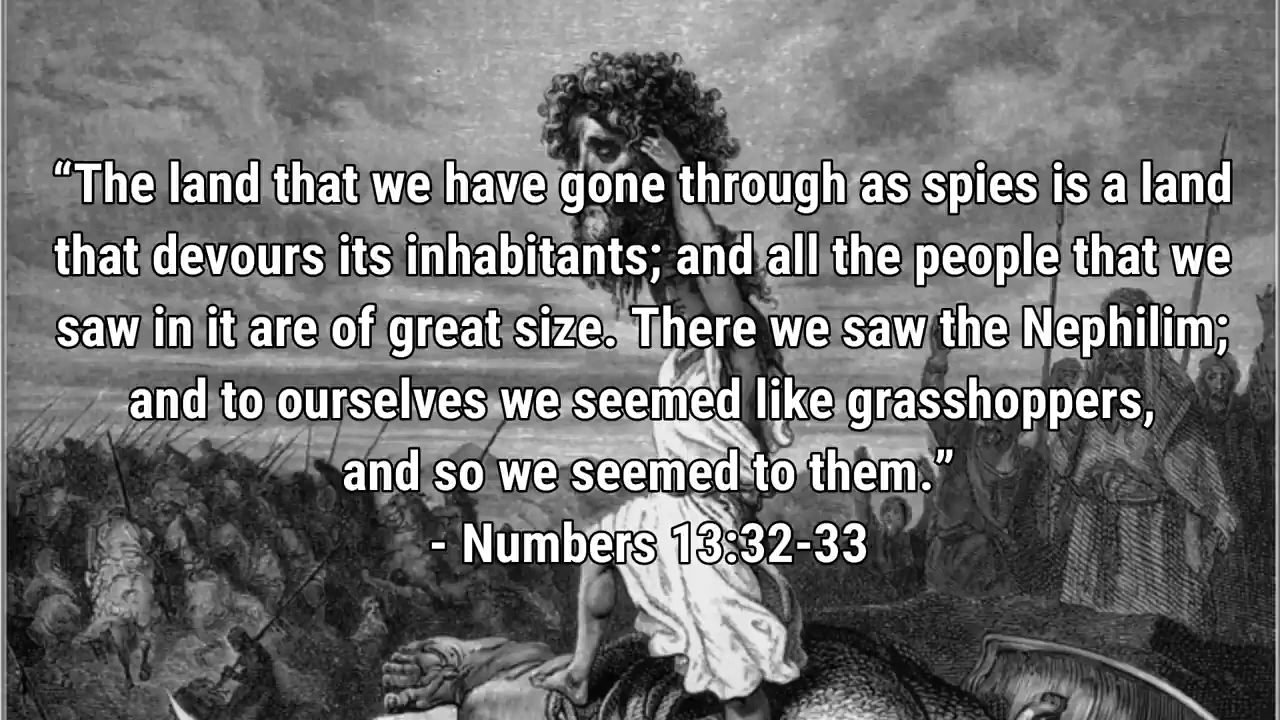 “The land that we have gone through as spies is a land
that devours its inhabitants; and all the people that we
saw in it are of great size. There we saw the Nephilim;
and to ourselves we seemed like grasshoppers,
and so we seemed to them.”
- Numbers 13:32-33